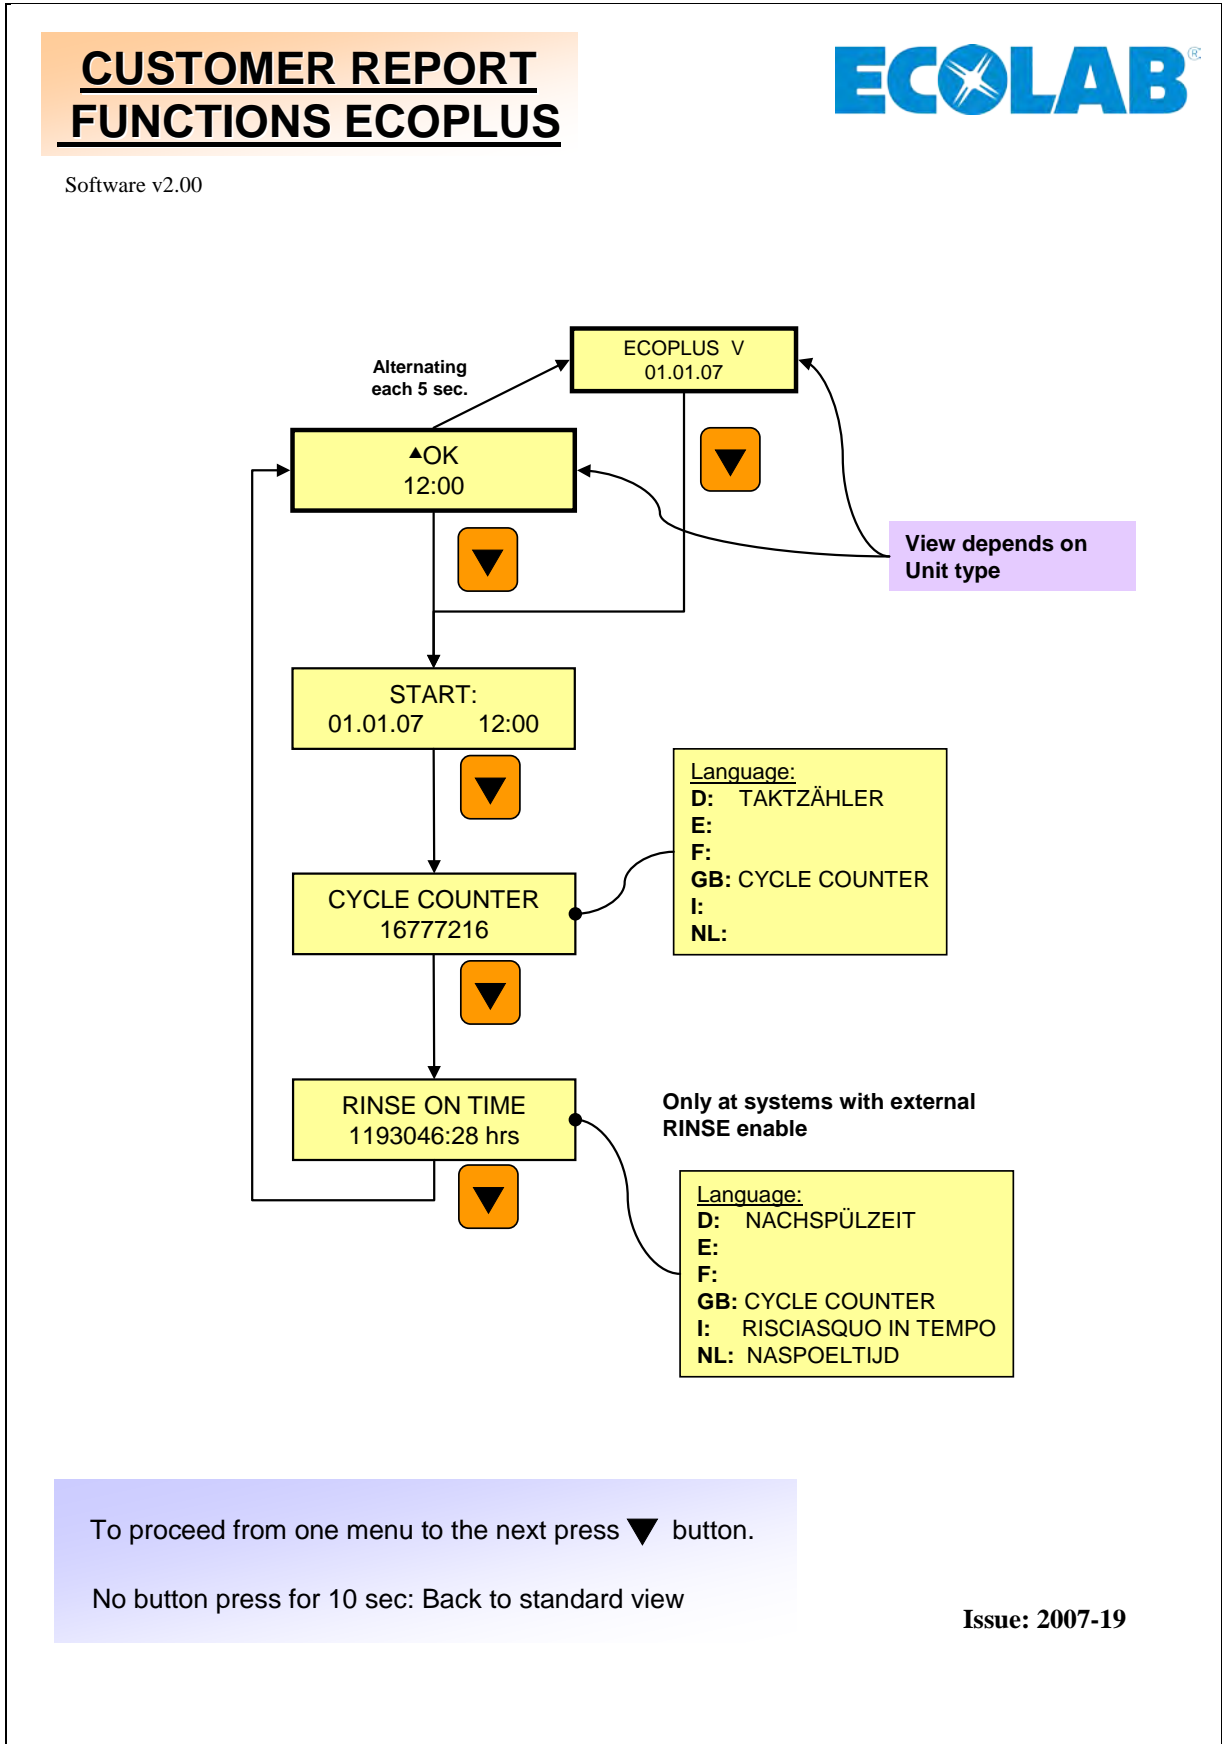 CUSTOMER REPORT
FUNCTIONS ECOPLUS
ECOLAB®
Software v2.00
ECOPLUS V
01.01.07
Alternating
each 5 sec.
▲OK
12:00
▼
▼
View depends on
Unit type
START:
01.01.07 12:00
▼
Language:
D: TAKTZÄHLER
E:
F:
GB: CYCLE COUNTER
I:
NL:
CYCLE COUNTER
16777216
▼
RINSE ON TIME
1193046:28 hrs
▼
Only at systems with external
RINSE enable
Language:
D: NACHSPÜLZEIT
E:
F:
GB: CYCLE COUNTER
I: RISCIASQUO IN TEMPO
NL: NASPOELTIJD
To proceed from one menu to the next press ▼ button.
No button press for 10 sec: Back to standard view
Issue: 2007-19